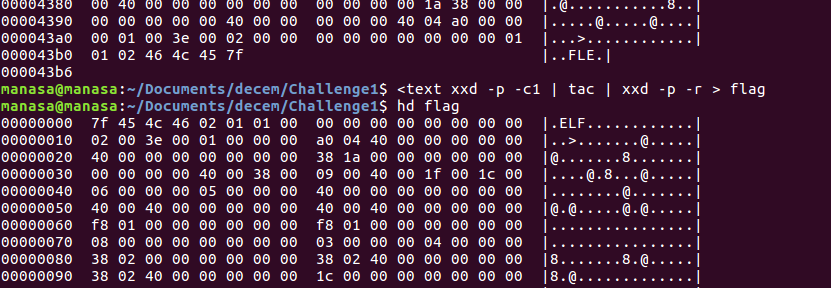 00004380  00 40 00 00 00 00 00 00  00 00 00 00 1a 38 00 00  |.@...........8..|
00004390  00 00 00 00 00 40 00 00  00 00 00 40 04 a0 00 00  |.....@.....@....|
000043a0  00 01 00 3e 00 02 00 00  00 00 00 00 00 00 00 01  |...>............|
000043b0  01 02 46 4c 45 7f                                 |..FLE.|
000043b6
manasa@manasa:~/Documents/decem/Challenge1$ <text xxd -p -c1 | tac | xxd -p -r > flag
manasa@manasa:~/Documents/decem/Challenge1$ hd flag
00000000  7f 45 4c 46 02 01 01 00  00 00 00 00 00 00 00 00  |.ELF............|
00000010  02 00 3e 00 01 00 00 00  a0 04 40 00 00 00 00 00  |..>.......@.....|
00000020  40 00 00 00 00 00 00 00  38 1a 00 00 00 00 00 00  |@.......8.......|
00000030  00 00 00 00 40 00 38 00  09 00 40 00 1f 00 1c 00  |....@.8...@.....|
00000040  06 00 00 00 05 00 00 00  40 00 00 00 00 00 00 00  |........@.......|
00000050  40 00 40 00 00 00 00 00  40 00 40 00 00 00 00 00  |@.@.....@.@.....|
00000060  f8 01 00 00 00 00 00 00  f8 01 00 00 00 00 00 00  |................|
00000070  08 00 00 00 00 00 00 00  03 00 00 00 04 00 00 00  |................|
00000080  38 02 00 00 00 00 00 00  38 02 40 00 00 00 00 00  |8.......8.@.....|
00000090  38 02 40 00 00 00 00 00  1c 00 00 00 00 00 00 00  |8.@.............|